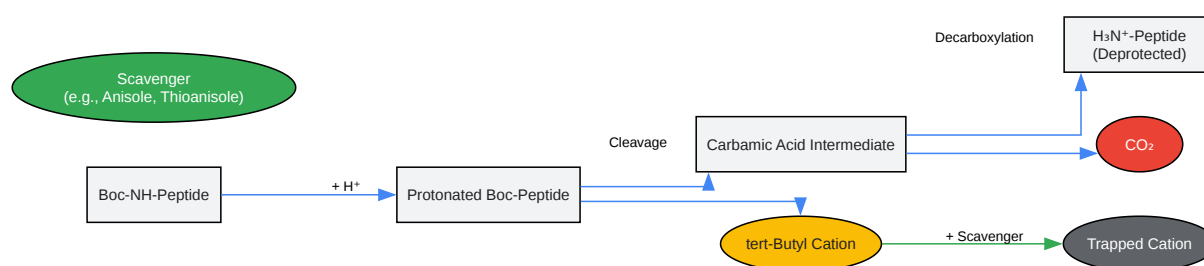 Decarboxylation
H₃N⁺-Peptide
(Deprotected)
Scavenger
(e.g., Anisole, Thioanisole)
Cleavage
Carbamic Acid Intermediate
CO₂
Boc-NH-Peptide
+ H⁺
Protonated Boc-Peptide
tert-Butyl Cation
+ Scavenger
Trapped Cation